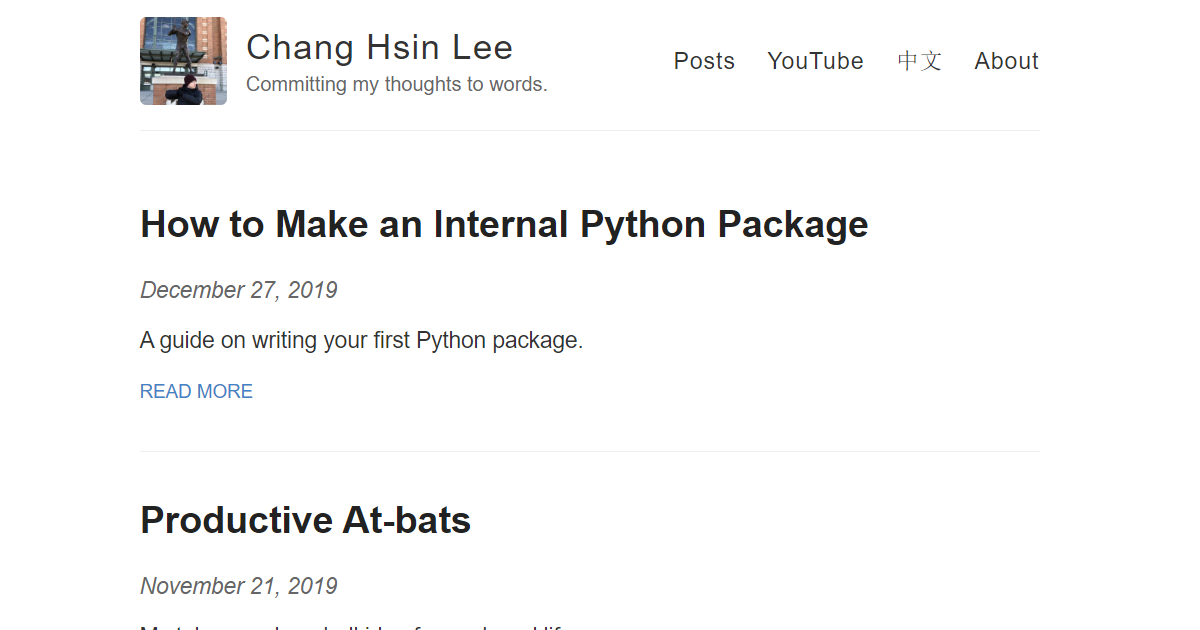 Chang Hsin Lee
Committing my thoughts to words.
Posts YouTube 中文 About
How to Make an Internal Python Package
December 27, 2019
A guide on writing your first Python package.
READ MORE
Productive At-bats
November 21, 2019